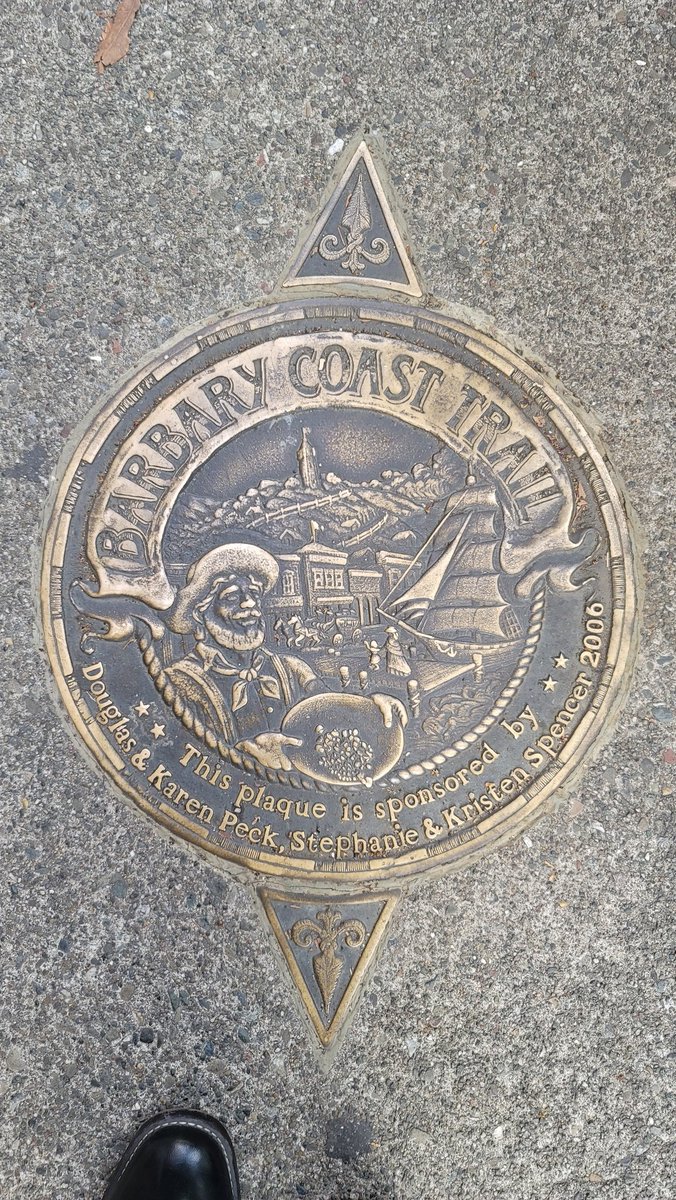 BARBARY COAST TRAIL
This plaque is sponsored by
Douglas & Karen Peck, Stephanie & Kristen Spencer 2006